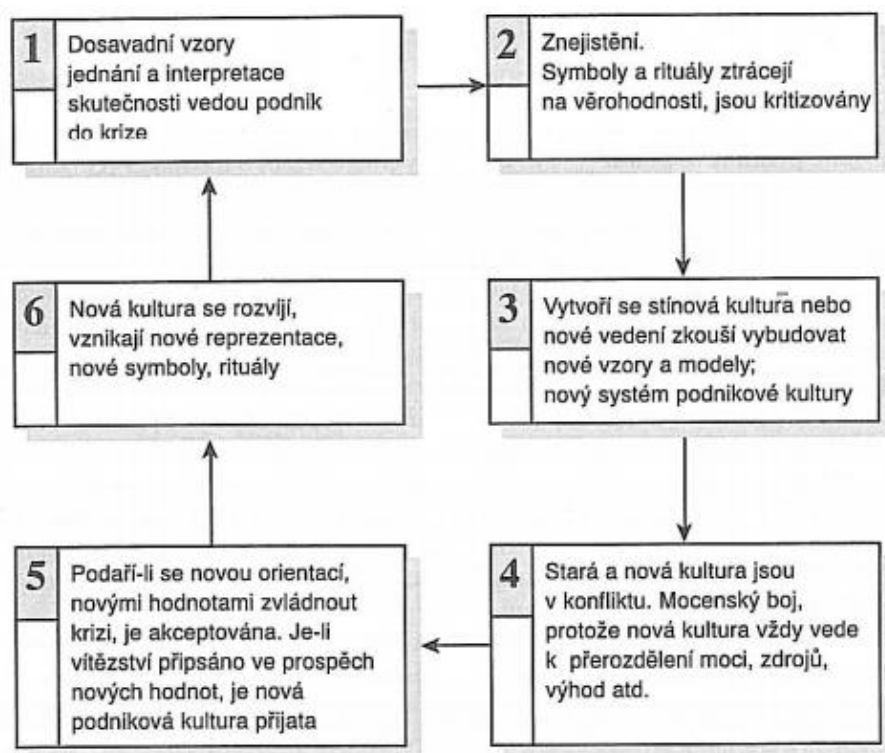 1
Dosavadní vzory
jednání a interpretace
skutečnosti vedou podnik
do krize
2
Znejistění.
Symboly a rituály ztrácejí
na věrohodnosti, jsou kritizovány
3
Vytvoří se stínová kultura nebo
nové vedení zkouší vybudovat
nové vzory a modely;
nový systém podnikové kultury
4
Stará a nová kultura jsou
v konfliktu. Mocenský boj,
protože nová kultura vždy vede
k přerozdělení moci, zdrojů,
výhod atd.
5
Podaří-li se novou orientací,
novými hodnotami zvládnout
krizi, je akceptována. Je-li
vítězství připsáno ve prospěch
nových hodnot, je nová
podniková kultura přijata
6
Nová kultura se rozvíjí,
vznikají nové reprezentace,
nové symboly, rituály